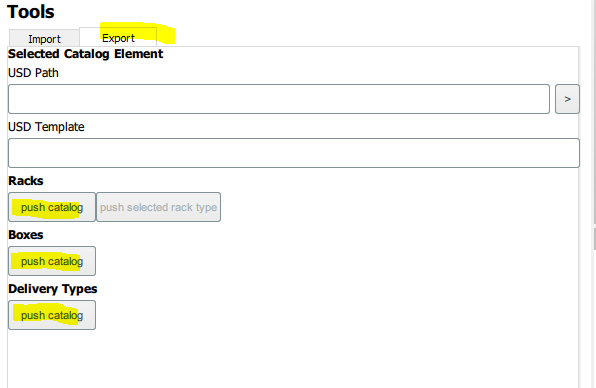 Tools
Import Export
Selected Catalog Element
USD Path
>
USD Template
Racks
push catalog push selected rack type
Boxes
push catalog
Delivery Types
push catalog